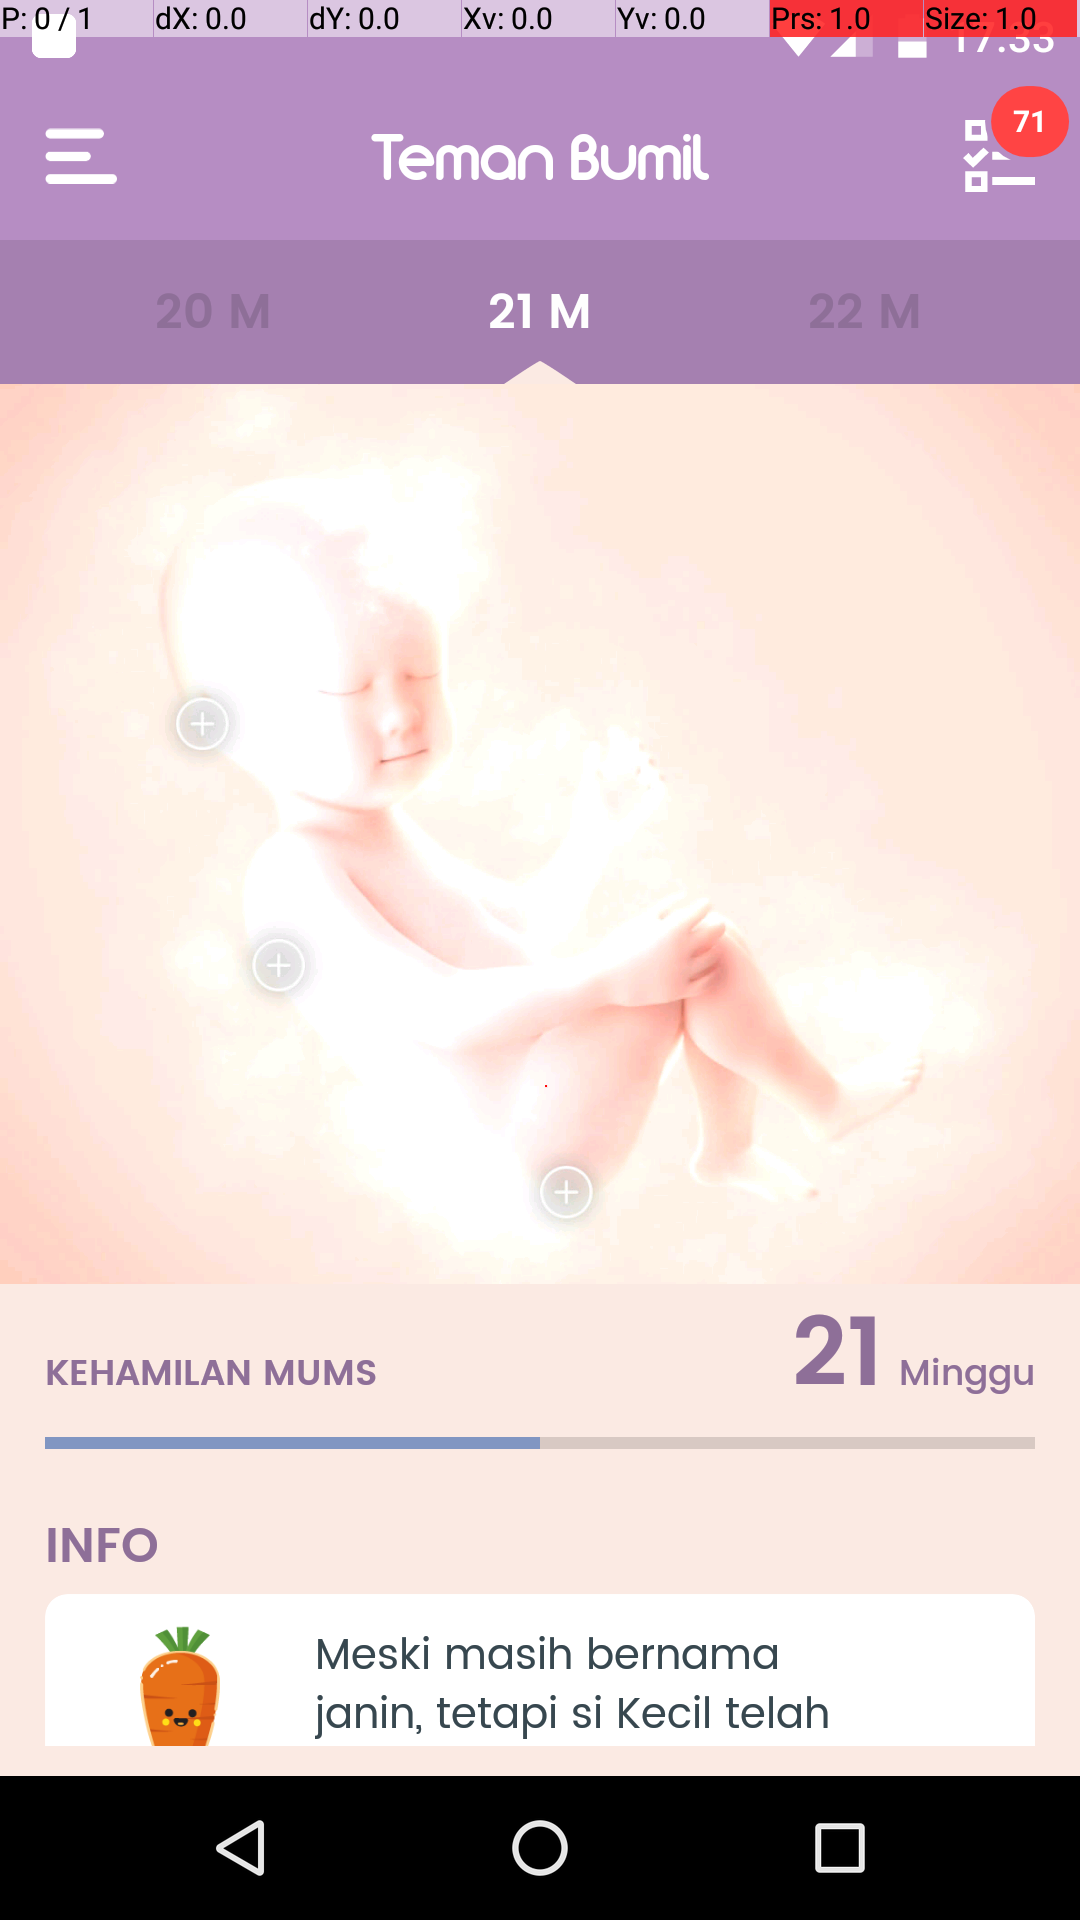 P: 0 / 1 dX: 0.0 dY: 0.0 Xv: 0.0 Yv: 0.0 Prs: 1.0 Size: 1.0
17:33
Teman Bumil
71
20 M 21 M 22 M
KEHAMILAN MUMS 21 Minggu
INFO
Meski masih bernama
janin, tetapi si Kecil telah